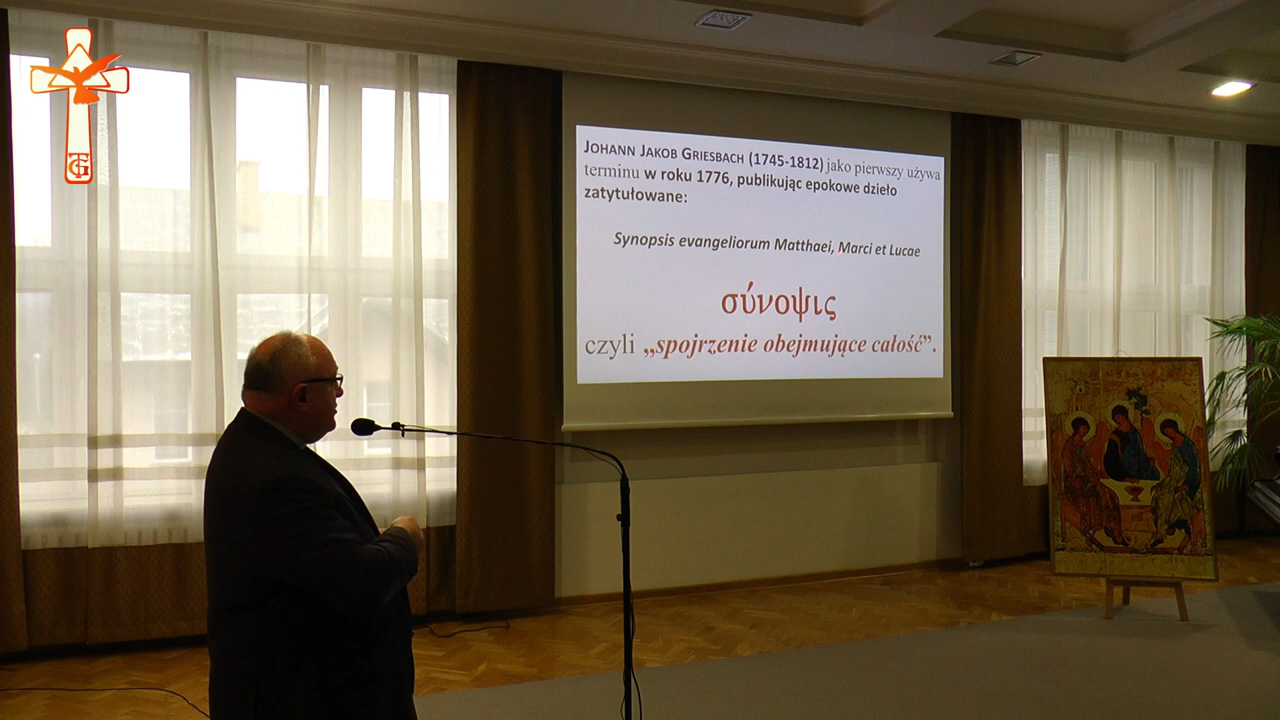 JOHANN JAKOB GRIESBACH (1745-1812) jako pierwszy używa
terminu w roku 1776, publikując epokowe dzieło
zatytułowane:
Synopsis evangeliorum Matthaei, Marci et Lucae
σύνοψις
czyli „spojrzenie obejmujące całość”.